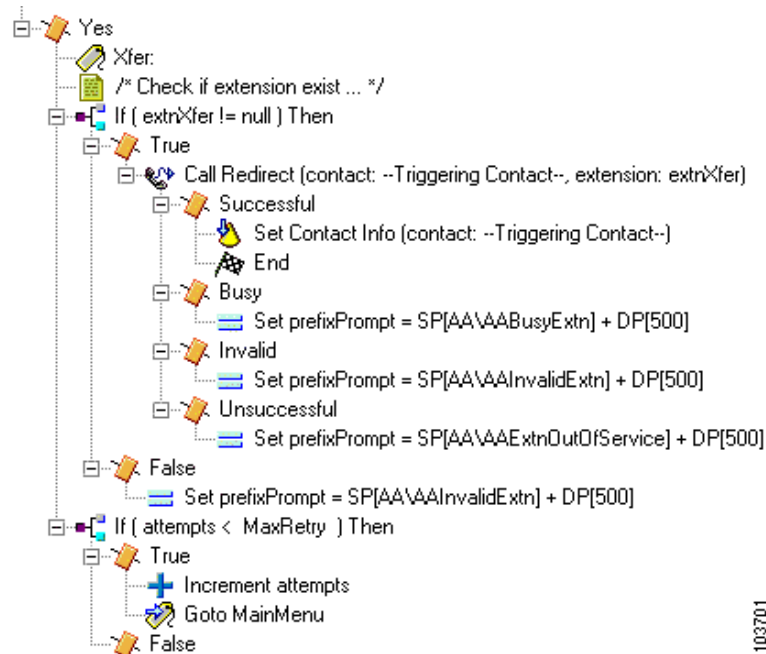 Yes
Xfer:
/* Check if extension exist ... */
If ( extnXfer != null ) Then
True
Call Redirect (contact: --Triggering Contact--, extension: extnXfer)
Successful
Set Contact Info (contact: --Triggering Contact--)
End
Busy
Set prefixPrompt = SP[AA\AABusyExtn] + DP[500]
Invalid
Set prefixPrompt = SP[AA\AAInvalidExtn] + DP[500]
Unsuccessful
Set prefixPrompt = SP[AA\AAExtnOutOfService] + DP[500]
False
Set prefixPrompt = SP[AA\AAInvalidExtn] + DP[500]
If ( attempts < MaxRetry ) Then
True
Increment attempts
Goto MainMenu
False
103701